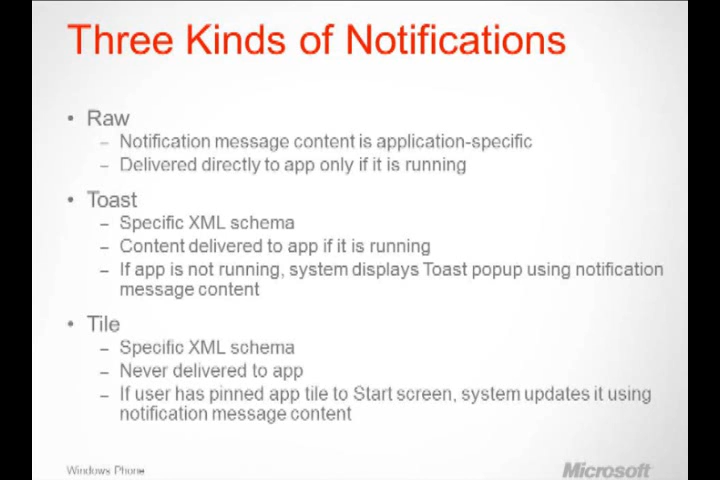 Three Kinds of Notifications
• Raw
– Notification message content is application-specific
– Delivered directly to app only if it is running
• Toast
– Specific XML schema
– Content delivered to app if it is running
– If app is not running, system displays Toast popup using notification
message content
• Tile
– Specific XML schema
– Never delivered to app
– If user has pinned app tile to Start screen, system updates it using
notification message content
Windows Phone
Microsoft